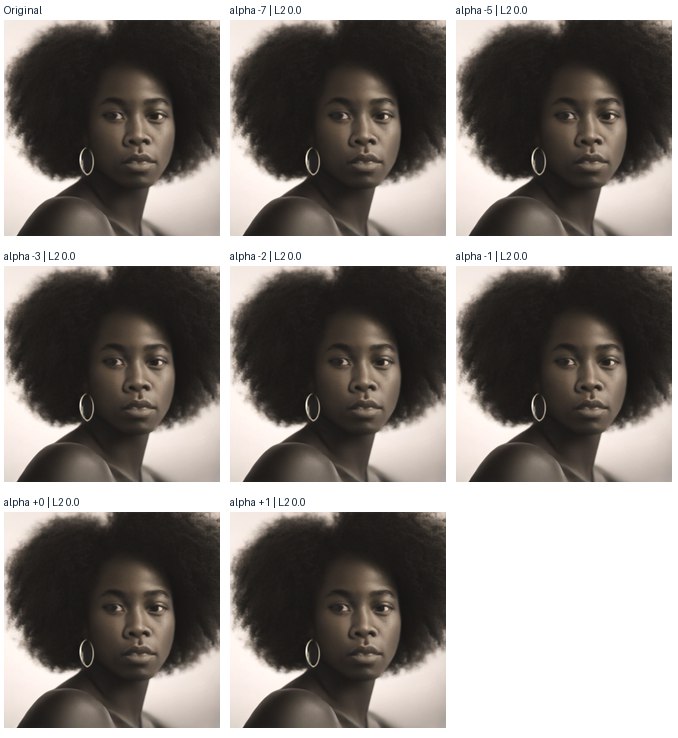 Original
alpha -7 | L2 0.0
alpha -5 | L2 0.0
alpha -3 | L2 0.0
alpha -2 | L2 0.0
alpha -1 | L2 0.0
alpha +0 | L2 0.0
alpha +1 | L2 0.0